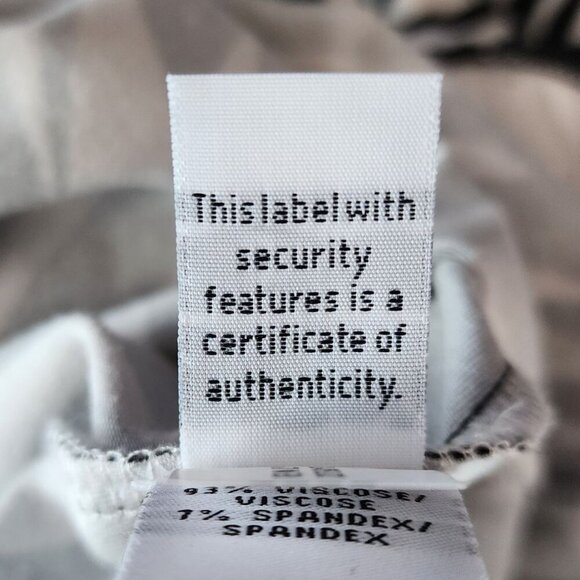 This label with
security
features is a
certificate of
authenticity.
93% VISCOSE/
VISCOSE
7% SPANDEX/
SPANDEX